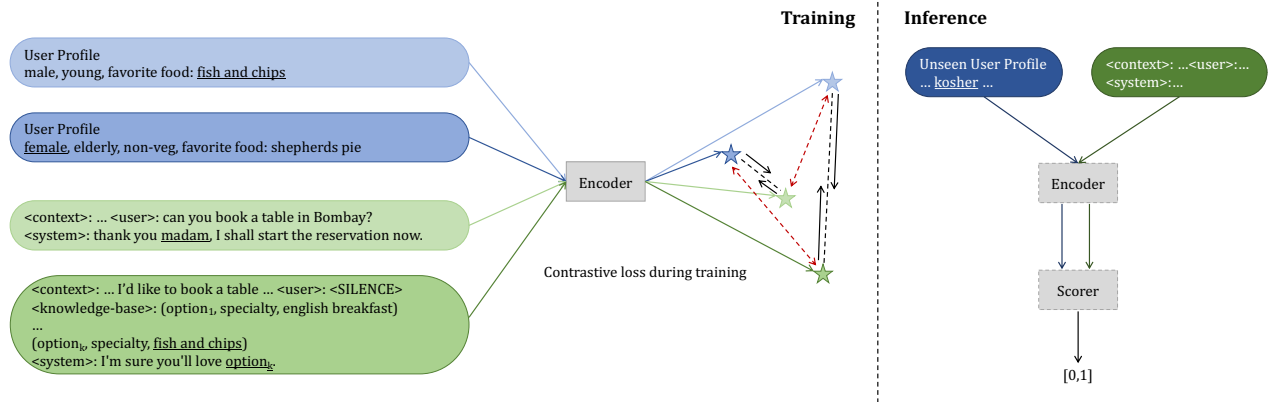 Training
Inference
User Profile
male, young, favorite food: fish and chips
User Profile
female, elderly, non-veg, favorite food: shepherds pie
<context>: ... <user>: can you book a table in Bombay?
<system>: thank you madam, I shall start the reservation now.
<context>: ... I'd like to book a table ... <user>: <SILENCE>
<knowledge-base>: (option₁, specialty, english breakfast)
...
(optionₖ, specialty, fish and chips)
<system>: I'm sure you'll love optionₖ.
Encoder
Contrastive loss during training
Unseen User Profile
... kosher ...
<context>: ...<user>:...
<system>:...
Encoder
Scorer
[0,1]